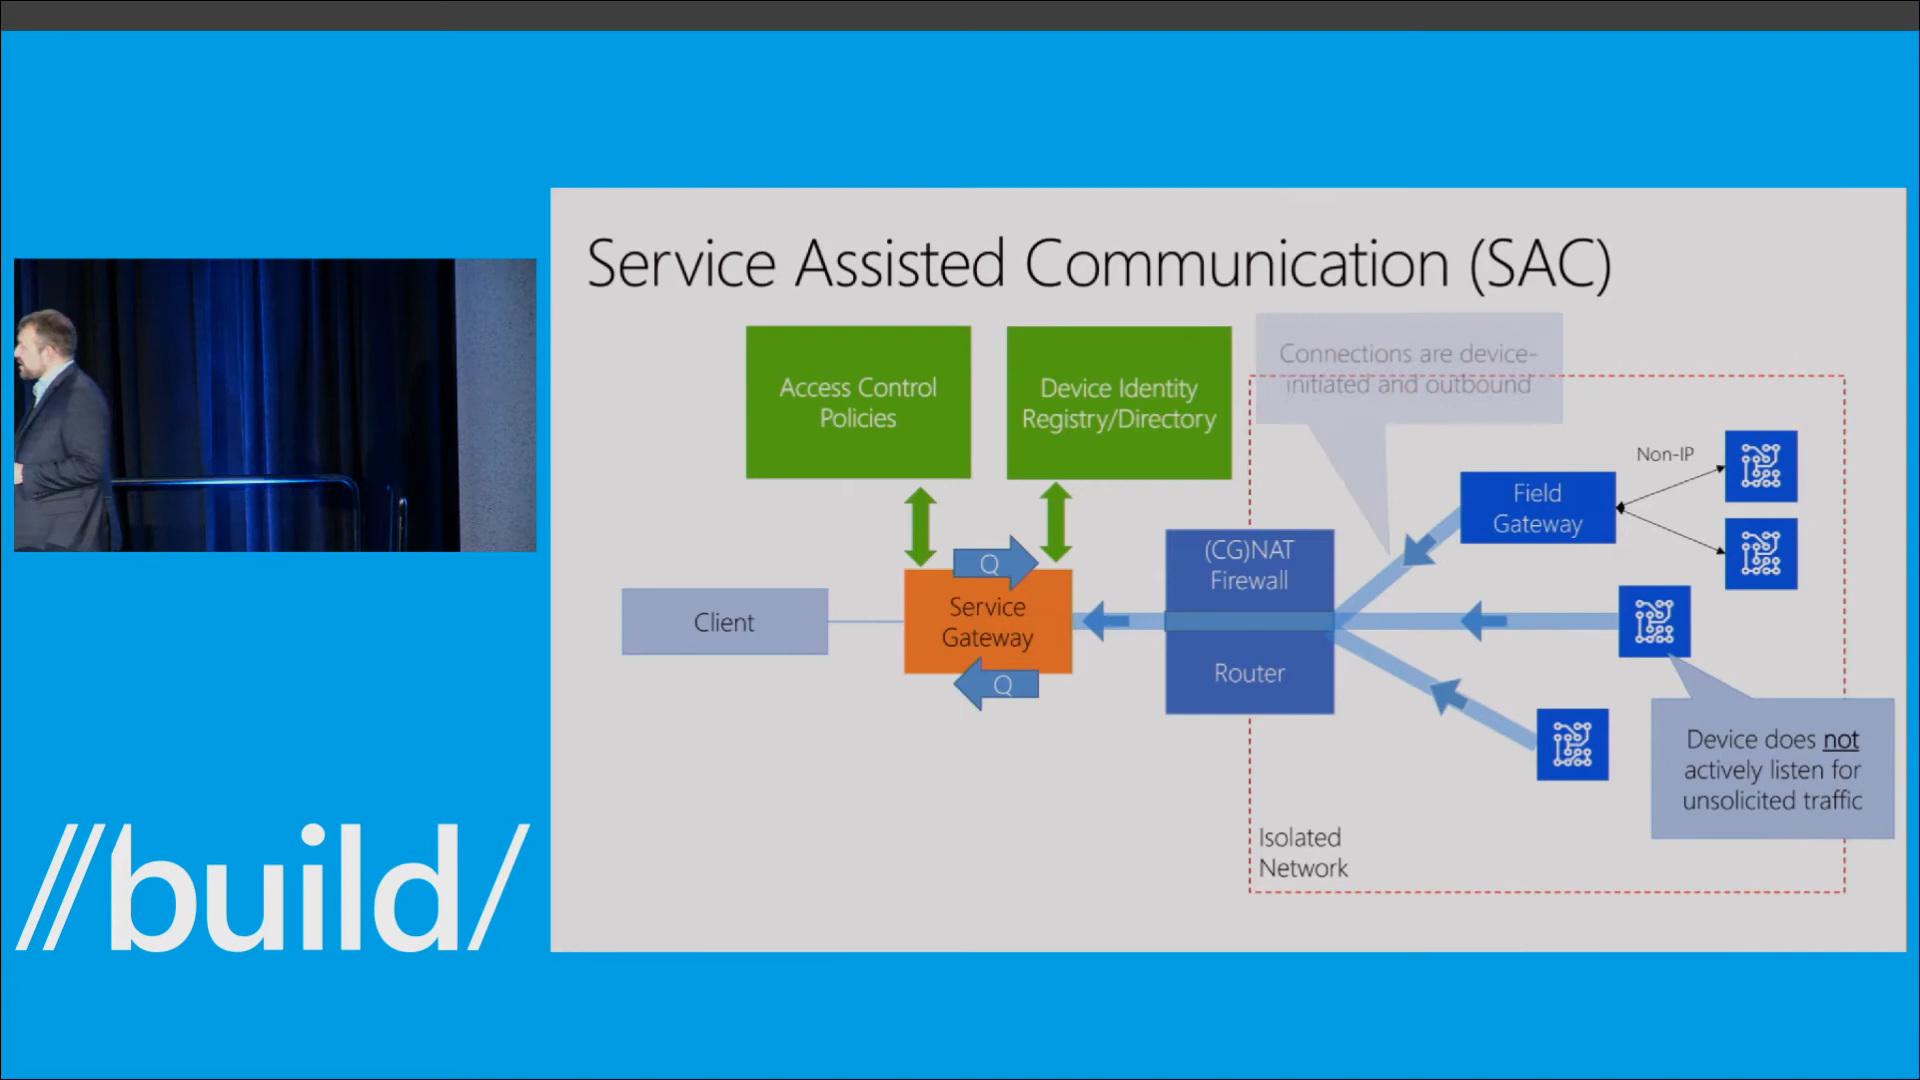 Service Assisted Communication (SAC)
Access Control
Policies
Device Identity
Registry/Directory
Connections are device-
initiated and outbound
Non-IP
Field
Gateway
(CG)NAT
Firewall
Router
Q
Service
Gateway
Q
Client
Device does not
actively listen for
unsolicited traffic
Isolated
Network
//build/